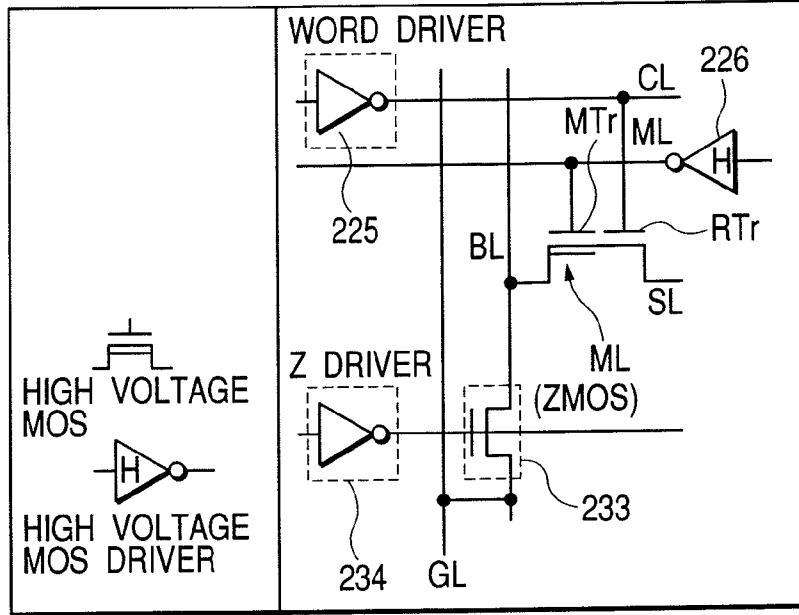 WORD DRIVER
CL
226
MTr
ML
H
225
BL
RTr
SL
Z DRIVER
ML
(ZMOS)
233
234
GL
HIGH VOLTAGE
MOS
H
HIGH VOLTAGE
MOS DRIVER